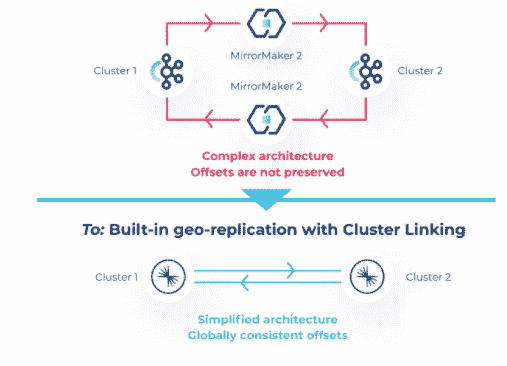 MirrorMaker 2
Cluster 1
Cluster 2
MirrorMaker 2
Complex architecture
Offsets are not preserved
To: Built-in geo-replication with Cluster Linking
Cluster 1
Cluster 2
Simplified architecture
Globally consistent offsets